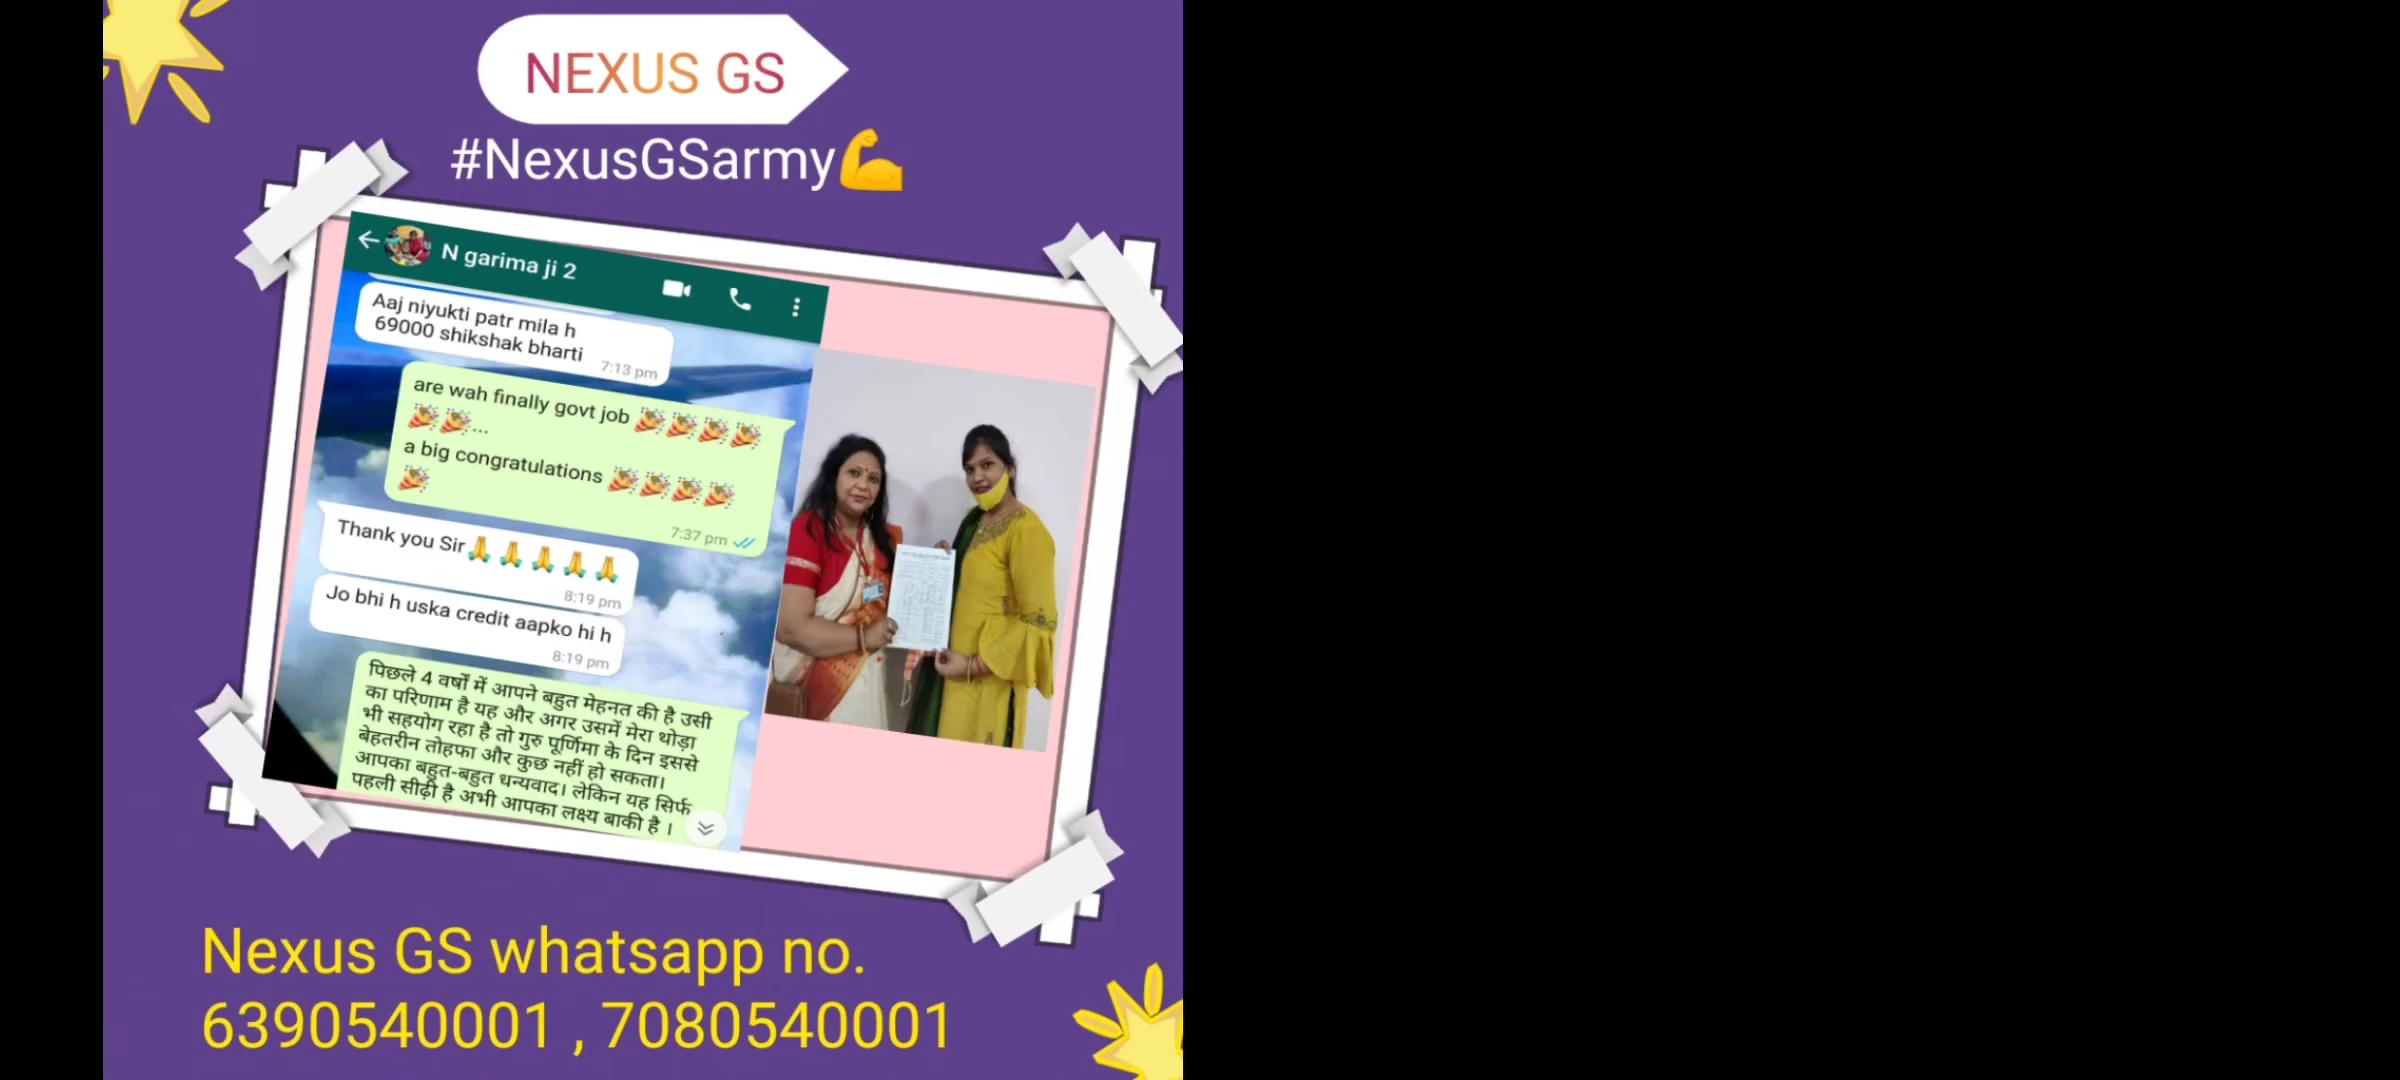 NEXUS GS
#NexusGSarmy💪
N garima ji 2
Aaj niyukti patr mila h
69000 shikshak bharti
7:13 pm
are wah finally govt job 🎉🎉🎉🎉
🎉🎉...
a big congratulations 🎉🎉🎉🎉
🎉
7:37 pm
Thank you Sir🙏🙏🙏🙏🙏
8:19 pm
Jo bhi h uska credit aapko hi h
8:19 pm
पिछले 4 वर्षों में आपने बहुत मेहनत की है उसी
का परिणाम है यह और अगर उसमें मेरा थोड़ा
भी सहयोग रहा है तो गुरु पूर्णिमा के दिन इससे
बेहतरीन तोहफा और कुछ नहीं हो सकता।
आपका बहुत-बहुत धन्यवाद। लेकिन यह सिर्फ
पहली सीढ़ी है अभी आपका लक्ष्य बाकी है ।
Nexus GS whatsapp no.
6390540001 , 7080540001